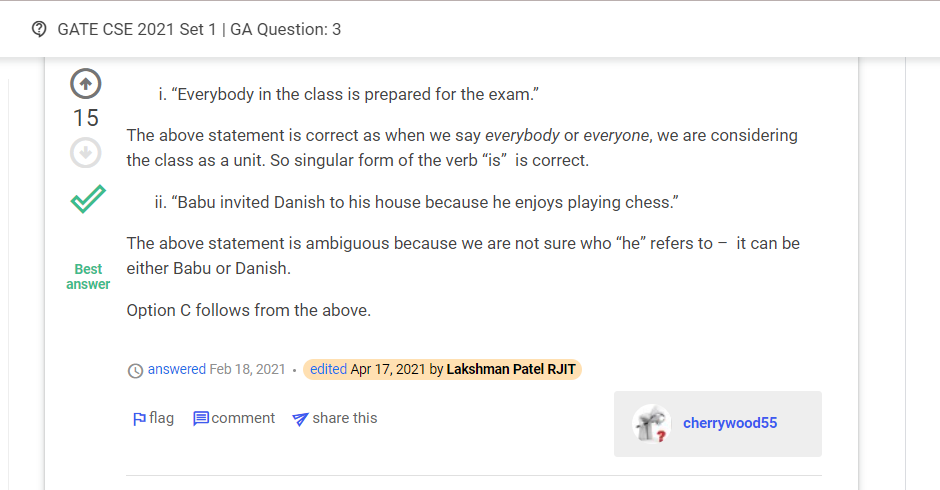 GATE CSE 2021 Set 1 | GA Question: 3
15
i. “Everybody in the class is prepared for the exam.”
The above statement is correct as when we say everybody or everyone, we are considering
the class as a unit. So singular form of the verb “is”  is correct.
ii. “Babu invited Danish to his house because he enjoys playing chess.”
The above statement is ambiguous because we are not sure who “he” refers to –  it can be
either Babu or Danish.
Best
answer
Option C follows from the above.
answered Feb 18, 2021 • edited Apr 17, 2021 by Lakshman Patel RJIT
flag comment share this
cherrywood55